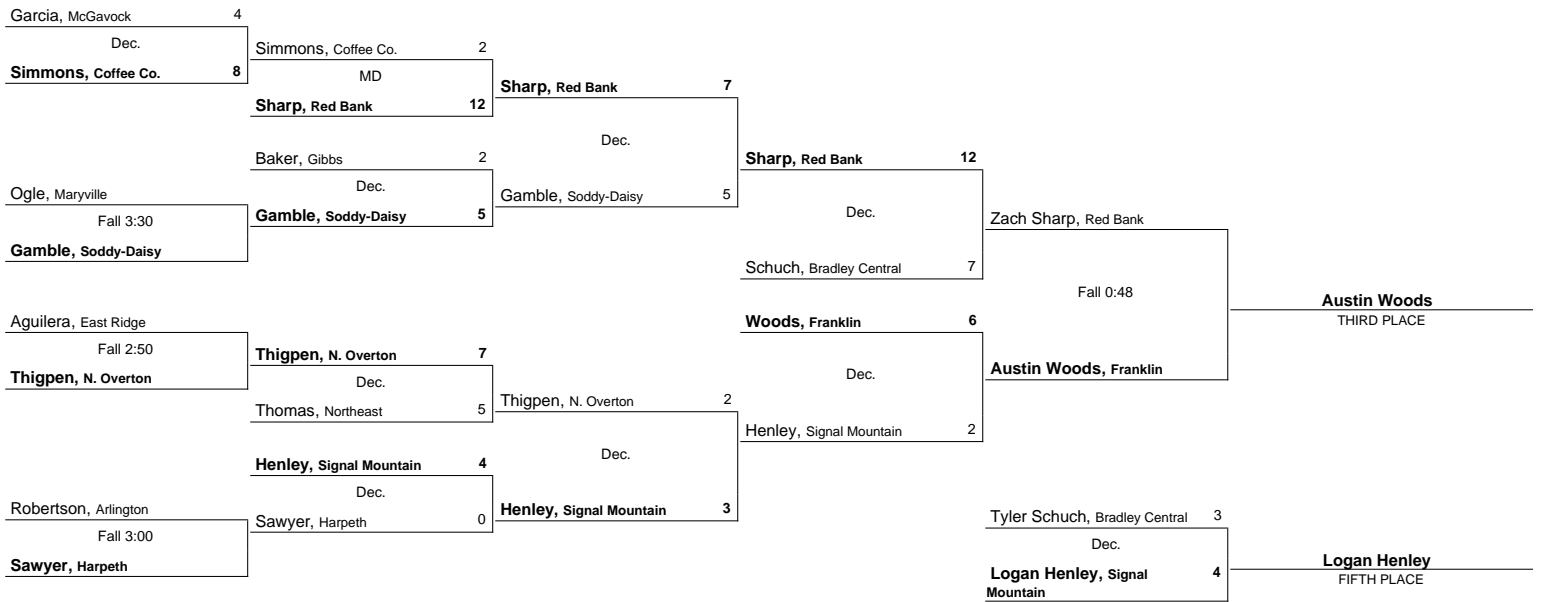 Garcia, McGavock 4
Dec.
Simmons, Coffee Co. 8
Ogle, Maryville
Fall 3:30
Gamble, Soddy-Daisy
Aguilera, East Ridge
Fall 2:50
Thigpen, N. Overton
Robertson, Arlington
Fall 3:00
Sawyer, Harpeth
Simmons, Coffee Co. 2
MD
Sharp, Red Bank 12
Baker, Gibbs 2
Dec.
Gamble, Soddy-Daisy 5
Thigpen, N. Overton 7
Dec.
Thomas, Northeast 5
Henley, Signal Mountain 4
Dec.
Sawyer, Harpeth 0
Sharp, Red Bank 7
Dec.
Gamble, Soddy-Daisy 5
Thigpen, N. Overton 2
Dec.
Henley, Signal Mountain 3
Sharp, Red Bank 12
Dec.
Schuch, Bradley Central 7
Woods, Franklin 6
Dec.
Henley, Signal Mountain 2
Zach Sharp, Red Bank
Fall 0:48
Austin Woods, Franklin
Austin Woods
THIRD PLACE
Tyler Schuch, Bradley Central 3
Dec.
Logan Henley, Signal 4
Mountain
Logan Henley
FIFTH PLACE